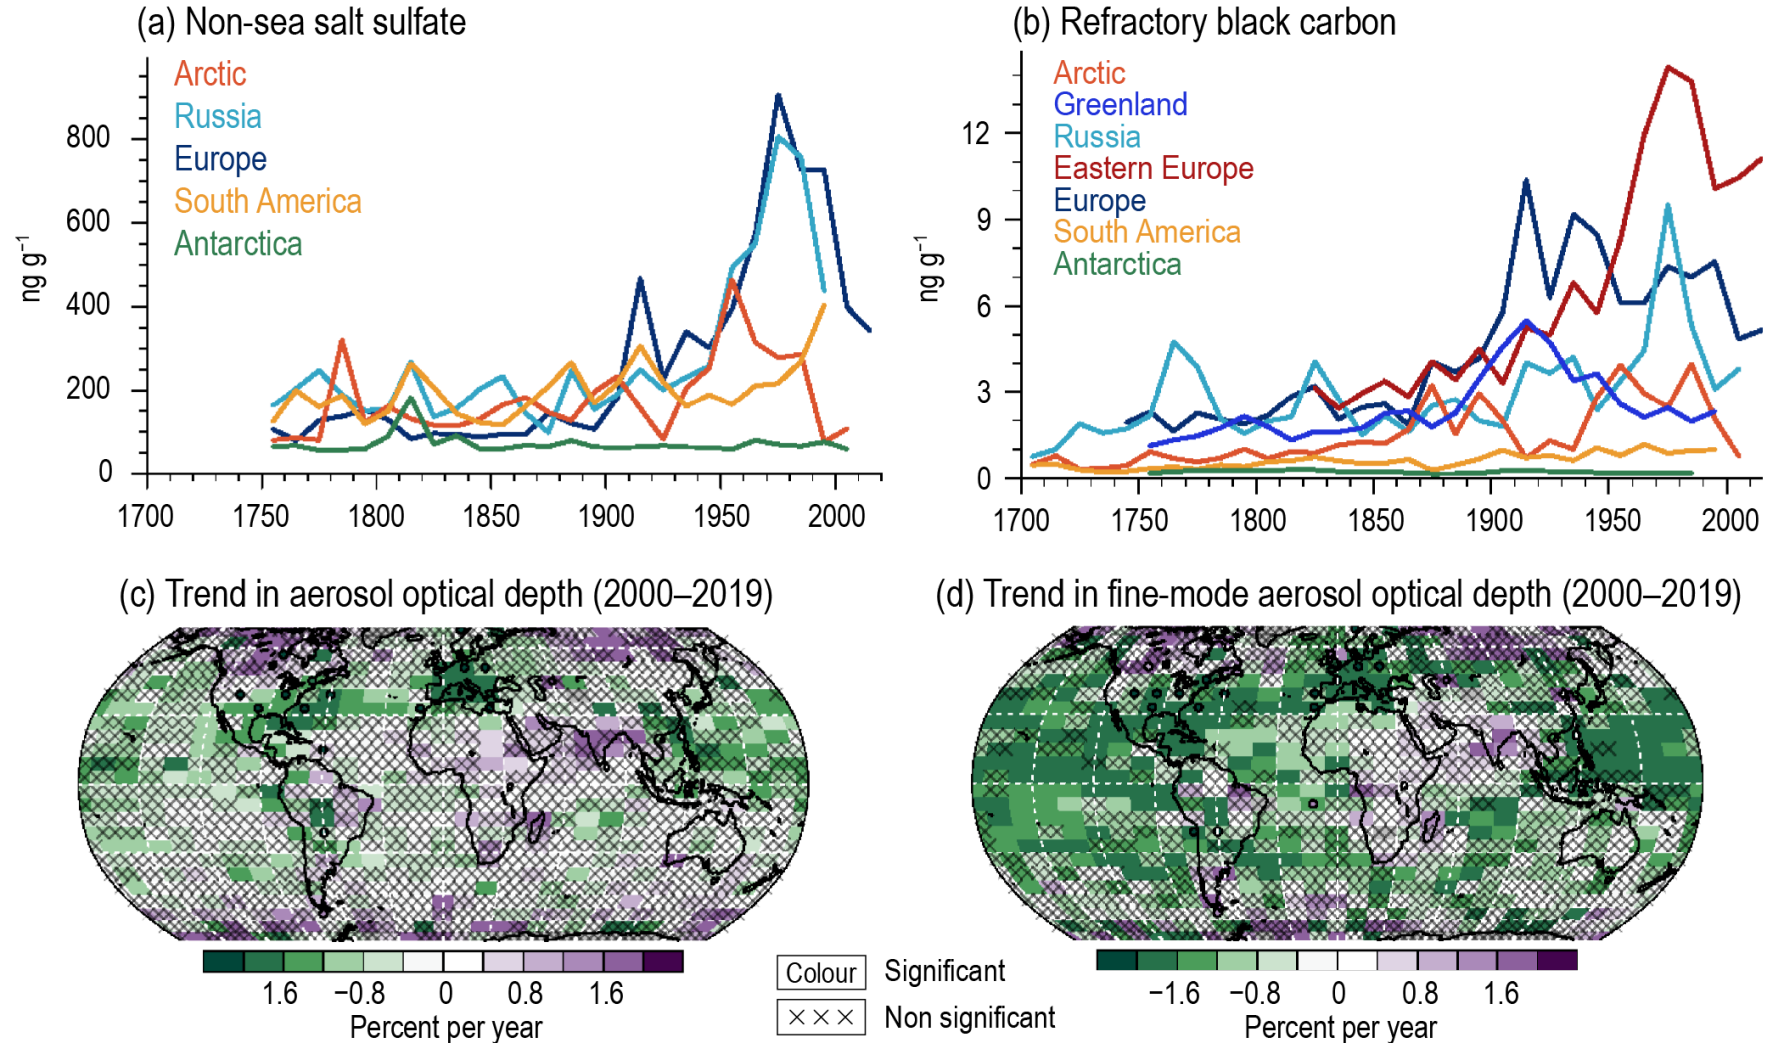 (a) Non-sea salt sulfate
Arctic
Russia
Europe
South America
Antarctica
ng g⁻¹
800
600
400
200
0
1700 1750 1800 1850 1900 1950 2000
(b) Refractory black carbon
Arctic
Greenland
Russia
Eastern Europe
Europe
South America
Antarctica
ng g⁻¹
12
9
6
3
0
1700 1750 1800 1850 1900 1950 2000
(c) Trend in aerosol optical depth (2000–2019)
1.6 −0.8 0 0.8 1.6
Percent per year
(d) Trend in fine-mode aerosol optical depth (2000–2019)
−1.6 −0.8 0 0.8 1.6
Percent per year
Colour Significant
××× Non significant